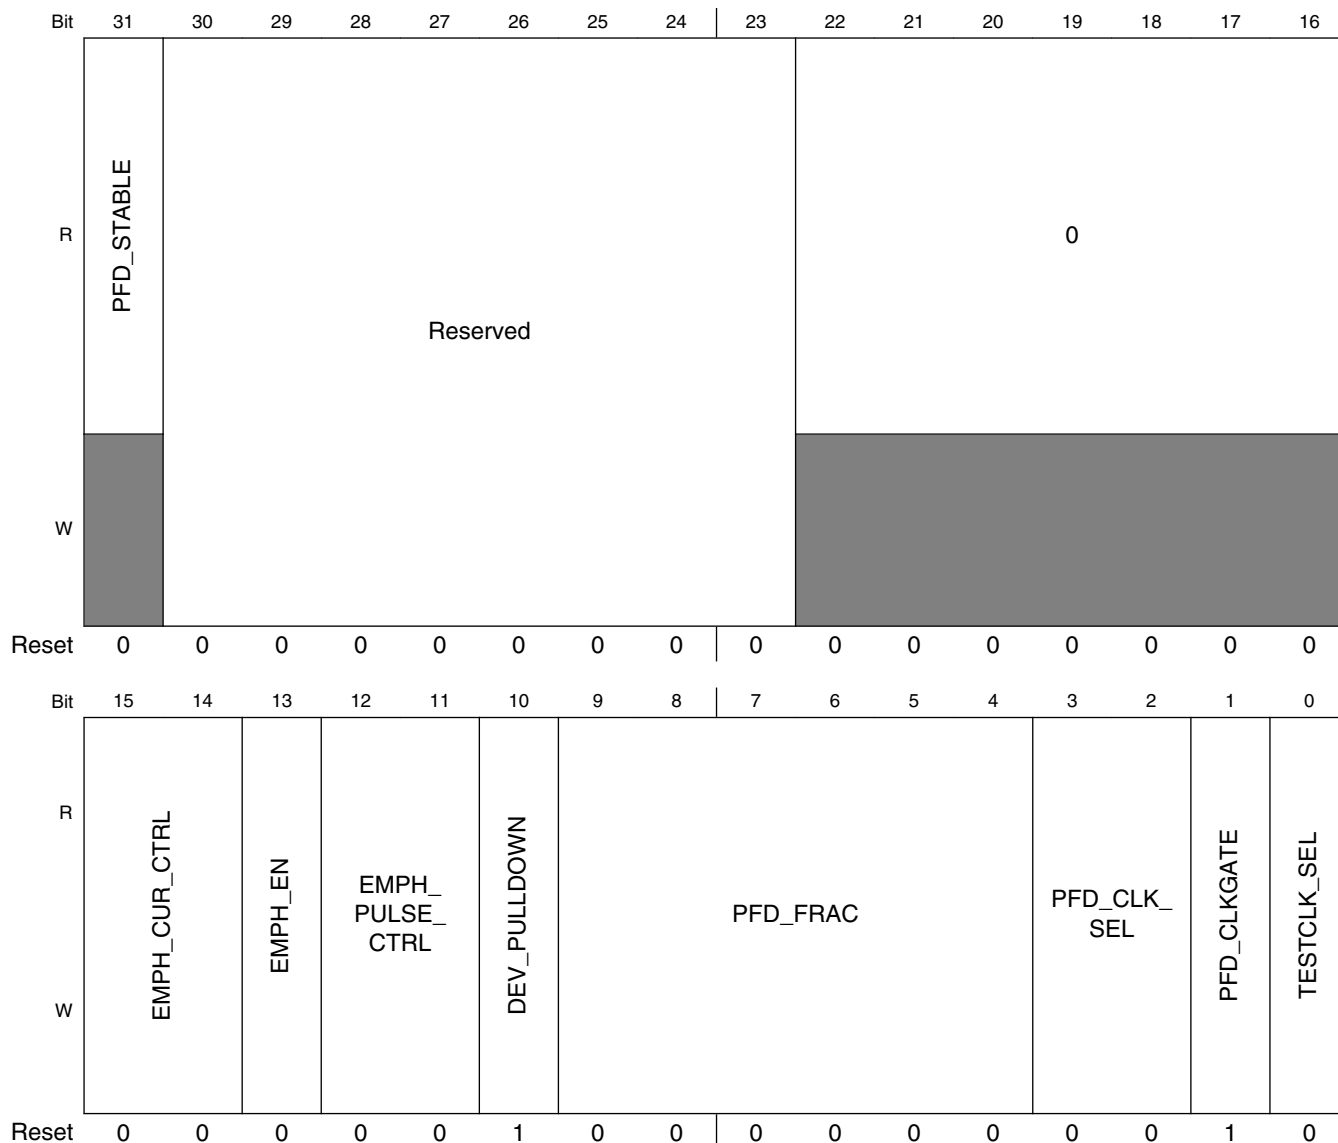 Bit 31 30 29 28 27 26 25 24 23 22 21 20 19 18 17 16
R PFD_STABLE 0
Reserved
W
Reset 0 0 0 0 0 0 0 0 0 0 0 0 0 0 0 0
Bit 15 14 13 12 11 10 9 8 7 6 5 4 3 2 1 0
R
EMPH_CUR_CTRL
EMPH_EN
EMPH_
PULSE_
CTRL
DEV_PULLDOWN
PFD_FRAC
PFD_CLK_
SEL
PFD_CLKGATE
TESTCLK_SEL
W
Reset 0 0 0 0 0 1 0 0 0 0 0 0 0 0 1 0